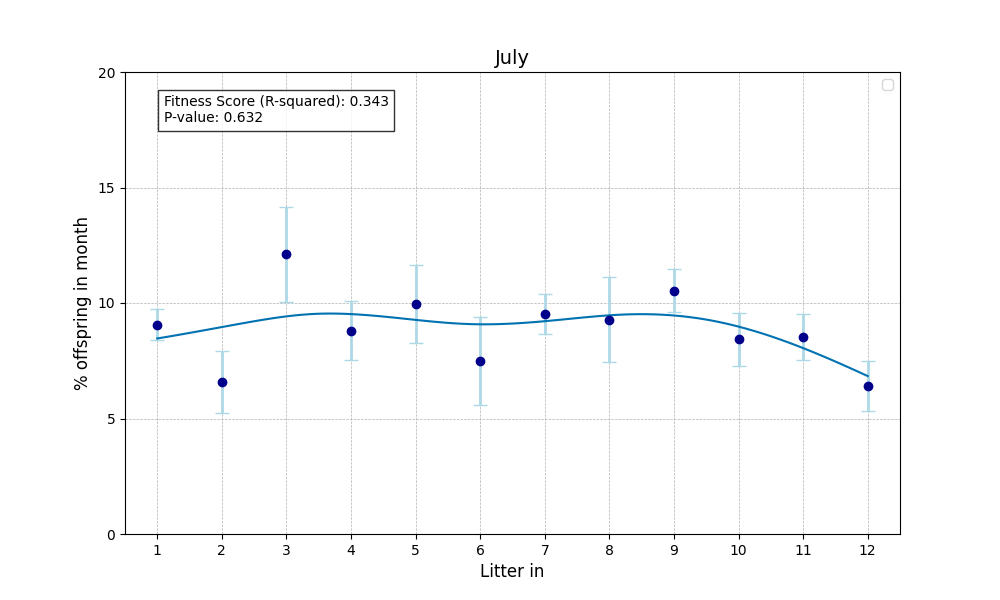 July
Fitness Score (R-squared): 0.343
P-value: 0.632
% offspring in month
20
15
10
5
0
1 2 3 4 5 6 7 8 9 10 11 12
Litter in